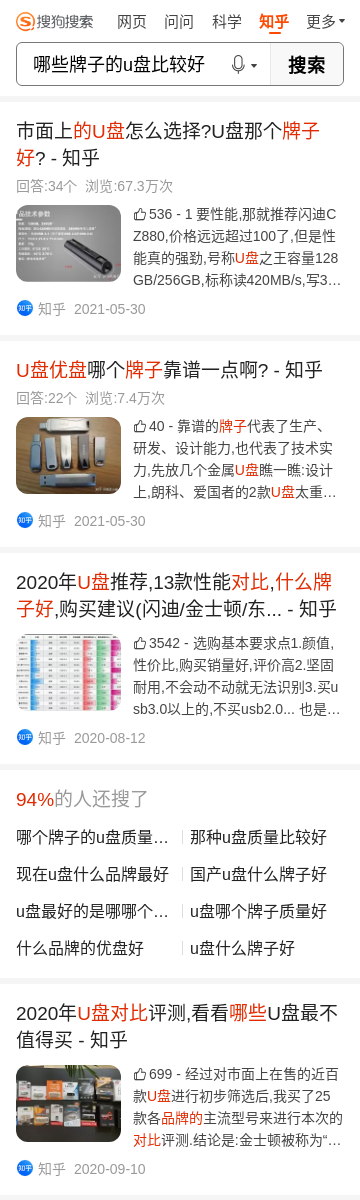 搜狗搜索 网页 问问 科学 知乎 更多
哪些牌子的u盘比较好 搜索
市面上的U盘怎么选择?U盘那个牌子
好? - 知乎
回答:34个 浏览:67.3万次
品技术参数
536 - 1 要性能,那就推荐闪迪C
Z880,价格远远超过100了,但是性
能真的强劲,号称U盘之王容量128
GB/256GB,标称读420MB/s,写3...
知乎 知乎 2021-05-30
U盘优盘哪个牌子靠谱一点啊? - 知乎
回答:22个 浏览:7.4万次
40 - 靠谱的牌子代表了生产、
研发、设计能力,也代表了技术实
力,先放几个金属U盘瞧一瞧:设计
上,朗科、爱国者的2款U盘太重...
知乎 知乎 2021-05-30
2020年U盘推荐,13款性能对比,什么牌
子好,购买建议(闪迪/金士顿/东... - 知乎
3542 - 选购基本要求点1.颜值,
性价比,购买销量好,评价高2.坚固
耐用,不会动不动就无法识别3.买u
sb3.0以上的,不买usb2.0... 也是...
知乎 知乎 2020-08-12
94%的人还搜了
哪个牌子的u盘质量... 那种u盘质量比较好
现在u盘什么品牌最好 国产u盘什么牌子好
u盘最好的是哪哪个... u盘哪个牌子质量好
什么品牌的优盘好 u盘什么牌子好
2020年U盘对比评测,看看哪些U盘最不
值得买 - 知乎
699 - 经过对市面上在售的近百
款U盘进行初步筛选后,我买了25
款各品牌的主流型号来进行本次的
对比评测.结论是:金士顿被称为“...
知乎 知乎 2020-09-10